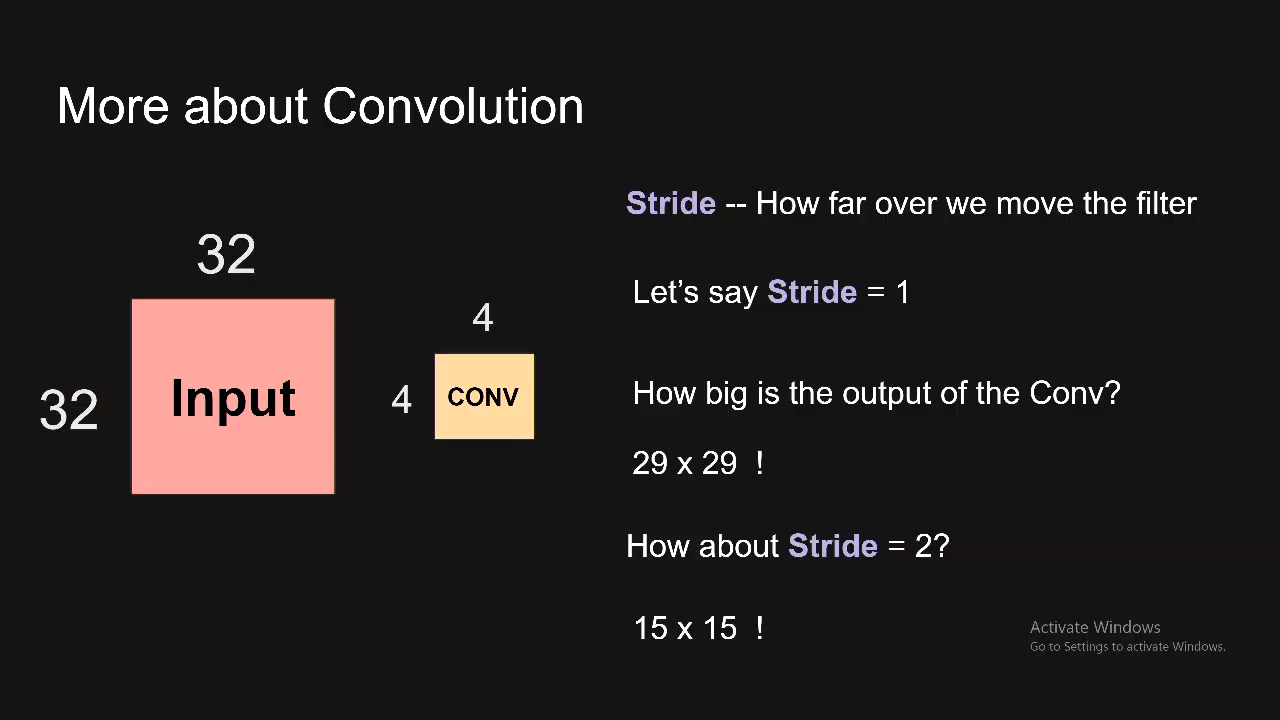 More about Convolution
Stride -- How far over we move the filter
32
Let's say Stride = 1
4
32
Input
4
CONV
How big is the output of the Conv?
29 x 29 !
How about Stride = 2?
15 x 15 !
Activate Windows
Go to Settings to activate Windows.